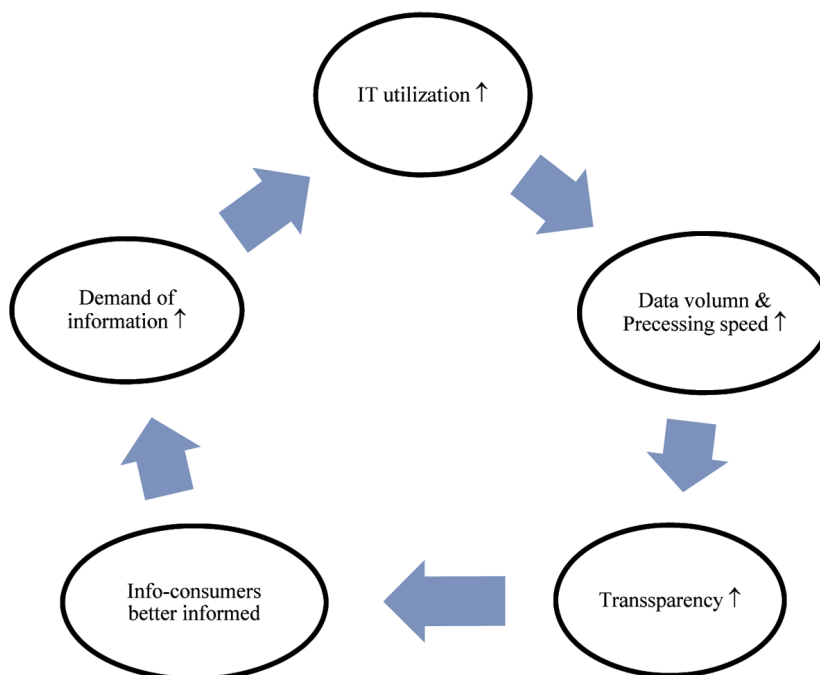 IT utilization ↑
Data volumn &
Precessing speed ↑
Transsparency ↑
Info-consumers
better informed
Demand of
information ↑